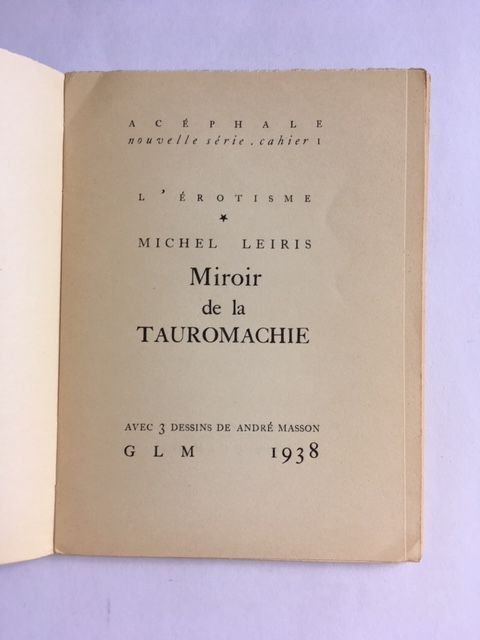 ACÉPHALE
nouvelle série . cahier 1
L'ÉROTISME
★
MICHEL LEIRIS
Miroir
de la
TAUROMACHIE
AVEC 3 DESSINS DE ANDRÉ MASSON
GLM 1938